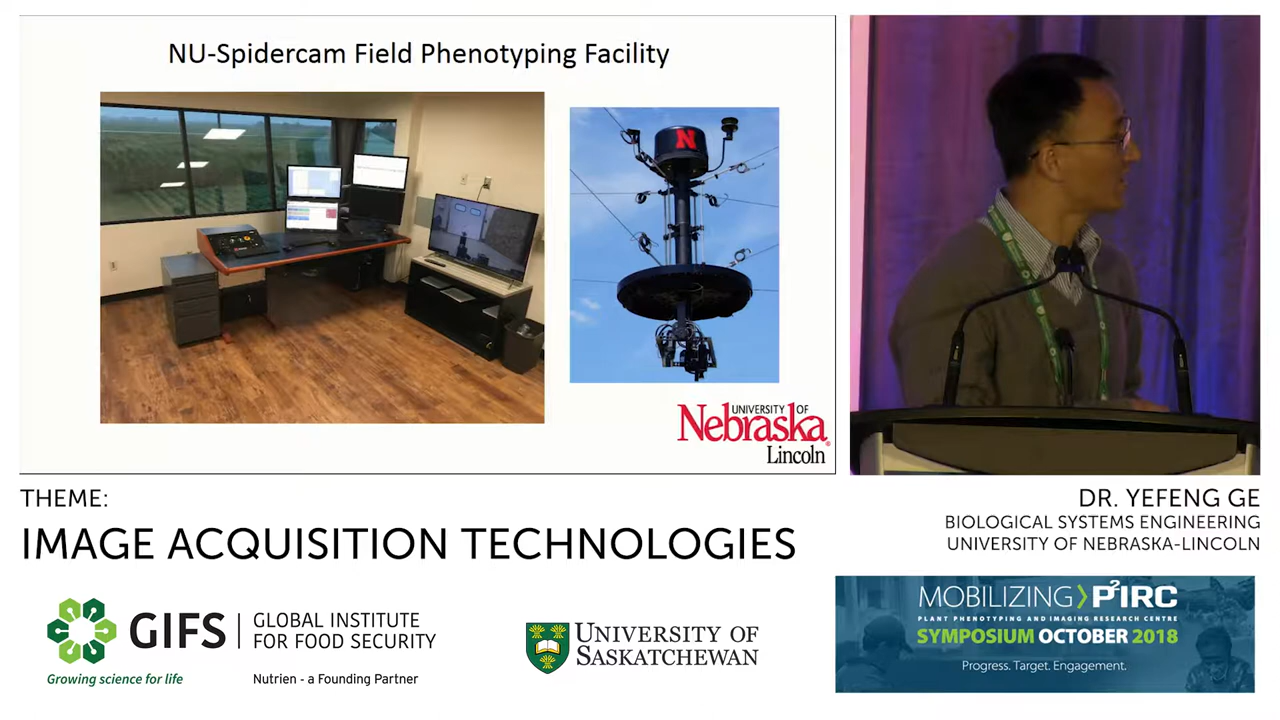 NU-Spidercam Field Phenotyping Facility
N
UNIVERSITY OF
Nebraska
Lincoln
THEME:
IMAGE ACQUISITION TECHNOLOGIES
DR. YEFENG GE
BIOLOGICAL SYSTEMS ENGINEERING
UNIVERSITY OF NEBRASKA-LINCOLN
GIFS
GLOBAL INSTITUTE
FOR FOOD SECURITY
Growing science for life
Nutrien - a Founding Partner
UNIVERSITY OF
SASKATCHEWAN
MOBILIZING P²IRC
PLANT PHENOTYPING AND IMAGING RESEARCH CENTRE
SYMPOSIUM OCTOBER 2018
Progress. Target. Engagement.